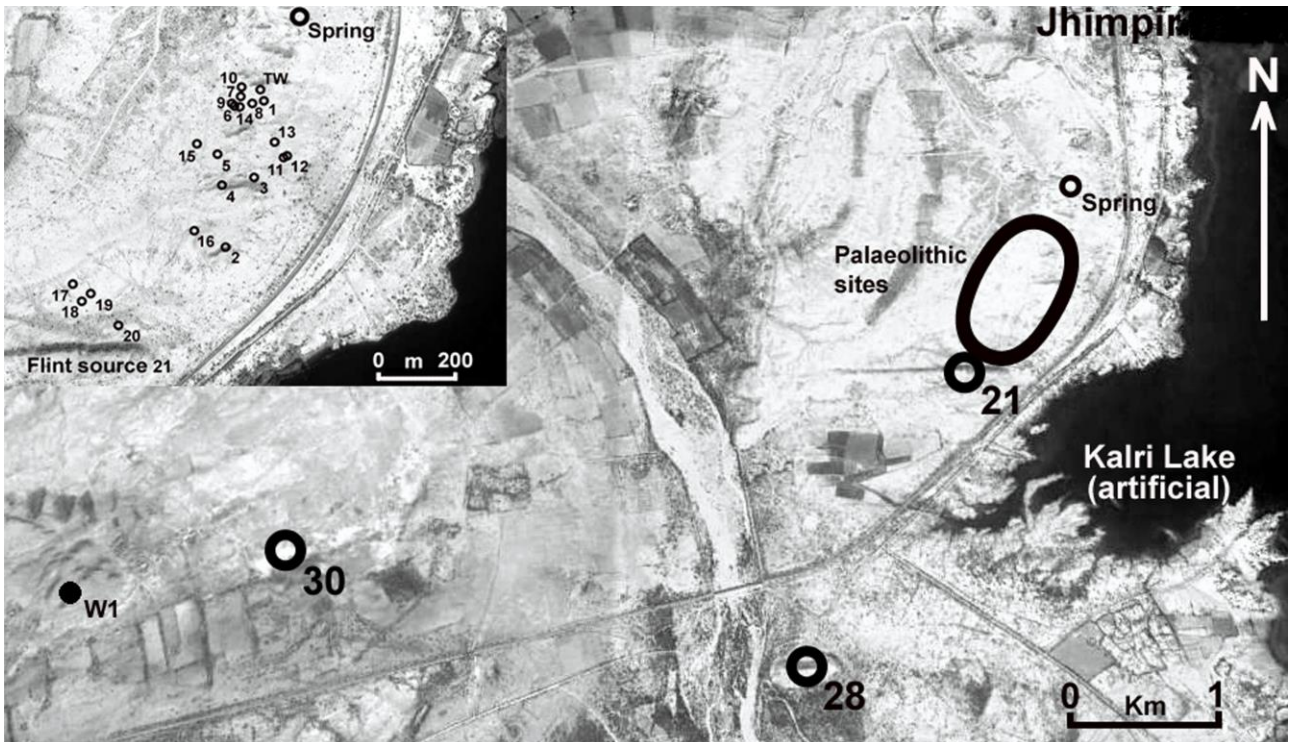 Spring
10
TW
7
9
1
6
8
14
13
15
5
11
12
3
4
16
2
17
19
18
20
Flint source 21
0 m 200
Jhimpir
N
Spring
Palaeolithic
sites
21
Kalri Lake
(artificial)
30
W1
28
0 Km 1